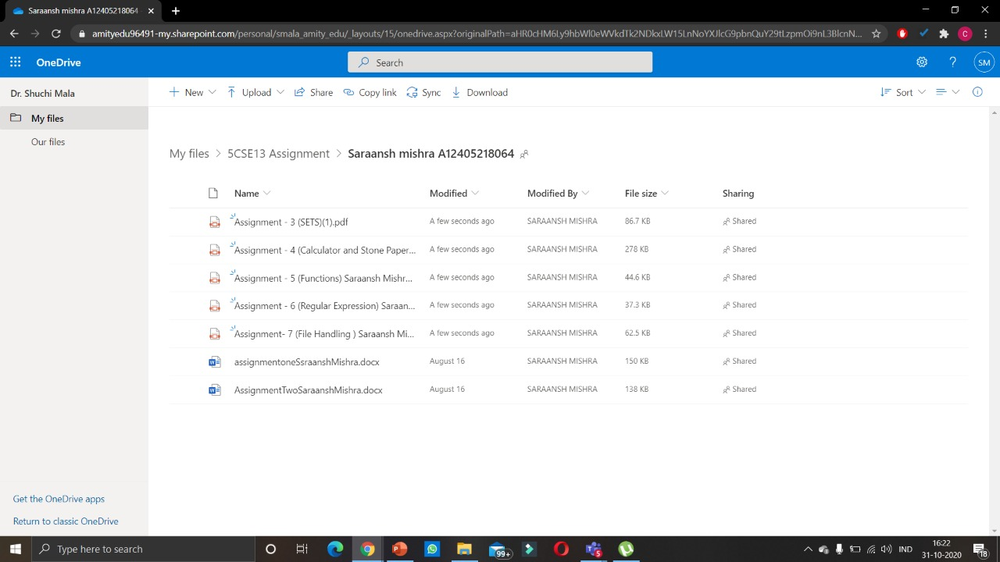 Saraansh mishra A12405218064
amityedu96491-my.sharepoint.com/personal/smala_amity_edu/_layouts/15/onedrive.aspx?originalPath=
C
OneDrive
Search
SM
Dr. Shuchi Mala
New Upload Share Copy link Sync Download Sort
My files
Our files
My files > 5CSE13 Assignment > Saraansh mishra A12405218064
Name Modified Modified By File size Sharing
Assignment - 3 (SETS)(1).pdf A few seconds ago SARAANSH MISHRA 86.7 KB Shared
Assignment - 4 (Calculator and Stone Paper... A few seconds ago SARAANSH MISHRA 278 KB Shared
Assignment - 5 (Functions) Saraansh Mishr... A few seconds ago SARAANSH MISHRA 44.6 KB Shared
Assignment - 6 (Regular Expression) Saraan... A few seconds ago SARAANSH MISHRA 37.3 KB Shared
Assignment- 7 (File Handling ) Saraansh Mi... A few seconds ago SARAANSH MISHRA 62.5 KB Shared
assignmentoneSsraanshMishra.docx August 16 SARAANSH MISHRA 150 KB Shared
AssignmentTwoSaraanshMishra.docx August 16 SARAANSH MISHRA 138 KB Shared
Get the OneDrive apps
Return to classic OneDrive
Type here to search
99+
5
IND
16:22
31-10-2020
18